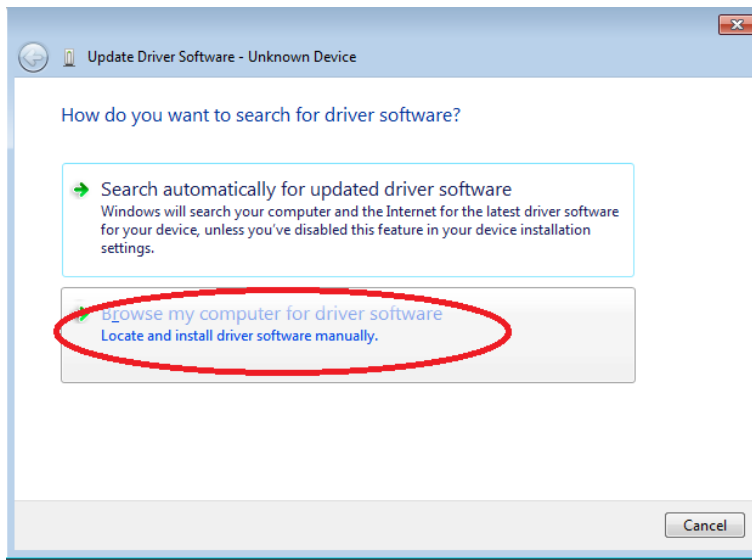 Update Driver Software - Unknown Device
How do you want to search for driver software?
Search automatically for updated driver software
Windows will search your computer and the Internet for the latest driver software
for your device, unless you've disabled this feature in your device installation
settings.
Browse my computer for driver software
Locate and install driver software manually.
Cancel